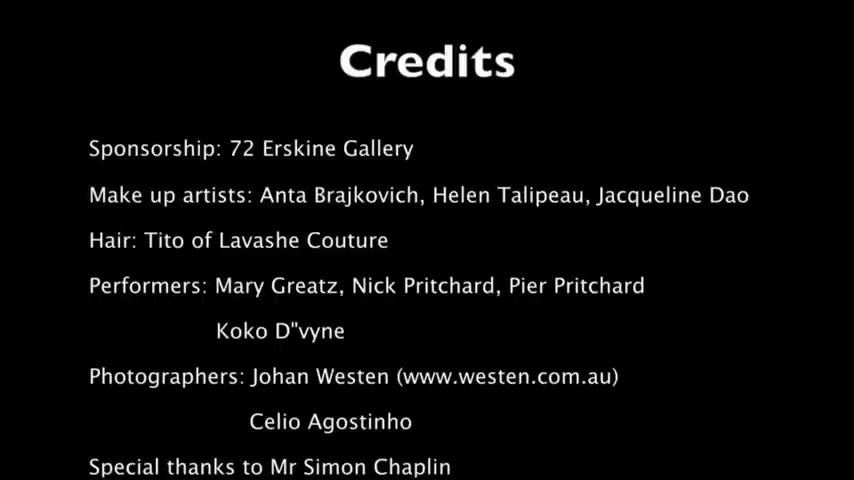 Credits
Sponsorship: 72 Erskine Gallery
Make up artists: Anta Brajkovich, Helen Talipeau, Jacqueline Dao
Hair: Tito of Lavashe Couture
Performers: Mary Greatz, Nick Pritchard, Pier Pritchard
Koko D"vyne
Photographers: Johan Westen (www.westen.com.au)
Celio Agostinho
Special thanks to Mr Simon Chaplin